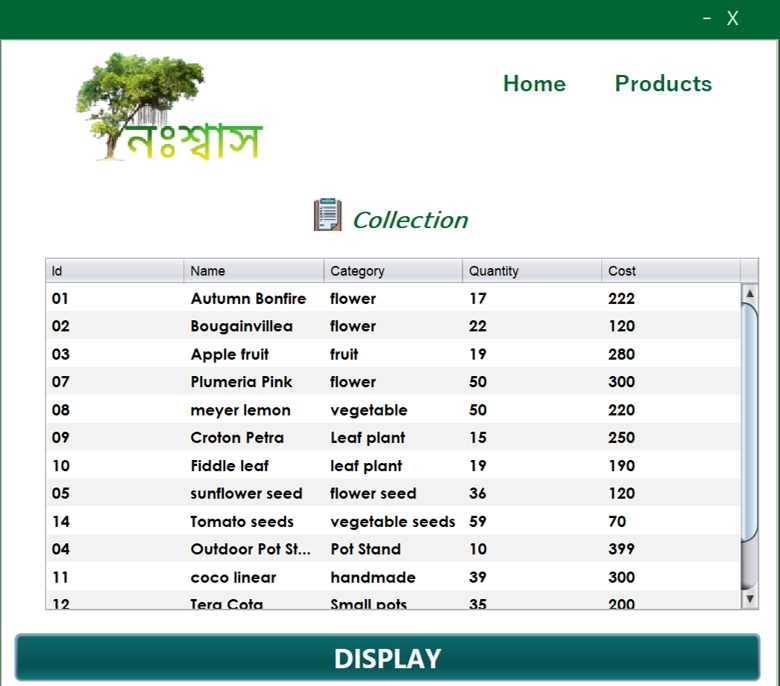 - X
Home Products
নঃশ্বাস
Collection
Id Name Category Quantity Cost
01 Autumn Bonfire flower 17 222
02 Bougainvillea flower 22 120
03 Apple fruit fruit 19 280
07 Plumeria Pink flower 50 300
08 meyer lemon vegetable 50 220
09 Croton Petra Leaf plant 15 250
10 Fiddle leaf leaf plant 19 190
05 sunflower seed flower seed 36 120
14 Tomato seeds vegetable seeds 59 70
04 Outdoor Pot St... Pot Stand 10 399
11 coco linear handmade 39 300
12 Tera Cota Small pots 35 200
DISPLAY